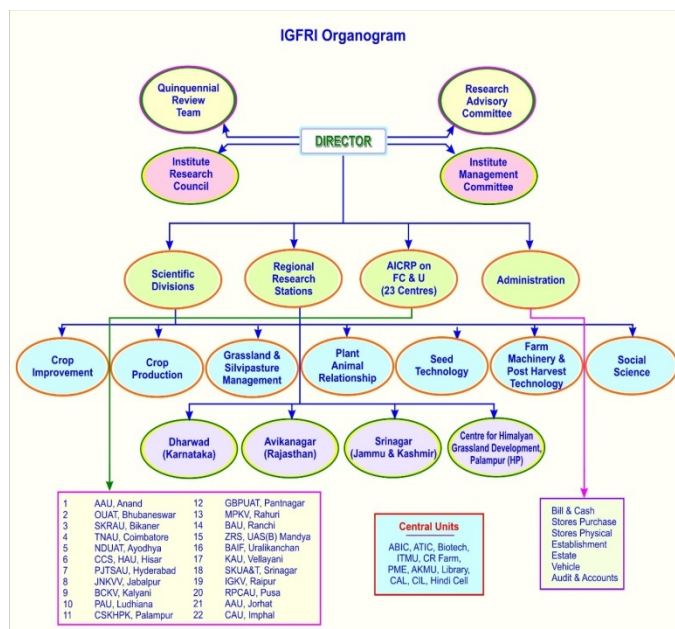 IGFRI Organogram
Quinquennial
Review
Team
Research
Advisory
Committee
DIRECTOR
Institute
Research
Council
Institute
Management
Committee
Scientific
Divisions
Regional
Research
Stations
AICRP on
FC & U
(23 Centres)
Administration
Crop
Improvement
Crop
Production
Grassland &
Silvipasture
Management
Plant
Animal
Relationship
Seed
Technology
Farm
Machinery &
Post Harvest
Technology
Social
Science
Dharwad
(Karnataka)
Avikanagar
(Rajasthan)
Srinagar
(Jammu & Kashmir)
Centre for Himalyan
Grassland Development,
Palampur (HP)
1 AAU, Anand
2 OUAT, Bhubaneswar
3 SKRAU, Bikaner
4 TNAU, Coimbatore
5 NDUAT, Ayodhya
6 CCS, HAU, Hisar
7 PJTSAU, Hyderabad
8 JNKVV, Jabalpur
9 BCKV, Kalyani
10 PAU, Ludhiana
11 CSKHPK, Palampur
12 GBPUAT, Pantnagar
13 MPKV, Rahuri
14 BAU, Ranchi
15 ZRS, UAS(B) Mandya
16 BAIF, Uralikanchan
17 KAU, Vellayani
18 SKUA&T, Srinagar
19 IGKV, Raipur
20 RPCAU, Pusa
21 AAU, Jorhat
22 CAU, Imphal
Central Units
ABIC, ATIC, Biotech,
ITMU, CR Farm,
PME, AKMU, Library,
CAL, CIL, Hindi Cell
Bill & Cash
Stores Purchase
Stores Physical
Establishment
Estate
Vehicle
Audit & Accounts